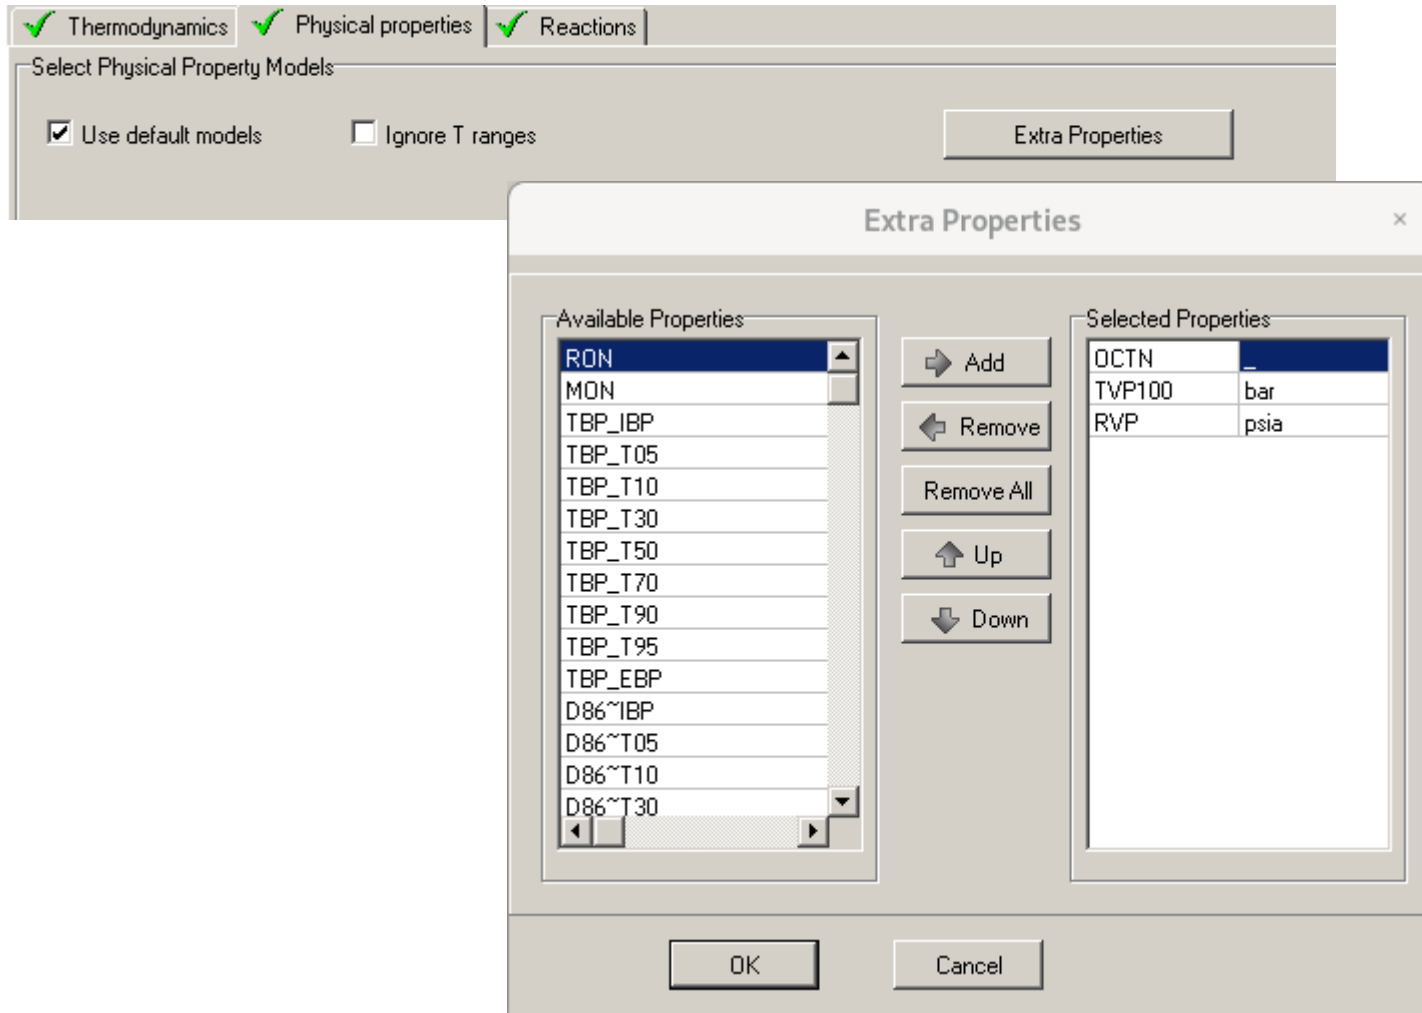 Thermodynamics Physical properties Reactions
Select Physical Property Models
Use default models Ignore T ranges Extra Properties
Extra Properties ×
Available Properties
RON
MON
TBP_IBP
TBP_T05
TBP_T10
TBP_T30
TBP_T50
TBP_T70
TBP_T90
TBP_T95
TBP_EBP
D86~IBP
D86~T05
D86~T10
D86~T30
Add
Remove
Remove All
Up
Down
Selected Properties
OCTN _
TVP100 bar
RVP psia
OK Cancel